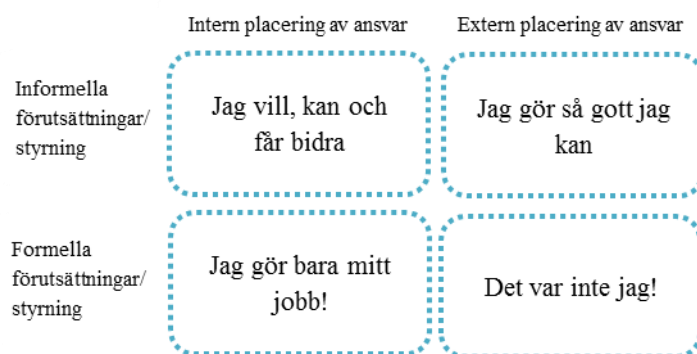 Intern placering av ansvar
Extern placering av ansvar
Informella
förutsättningar/
styrning
Jag vill, kan och
får bidra
Jag gör så gott jag
kan
Formella
förutsättningar/
styrning
Jag gör bara mitt
jobb!
Det var inte jag!